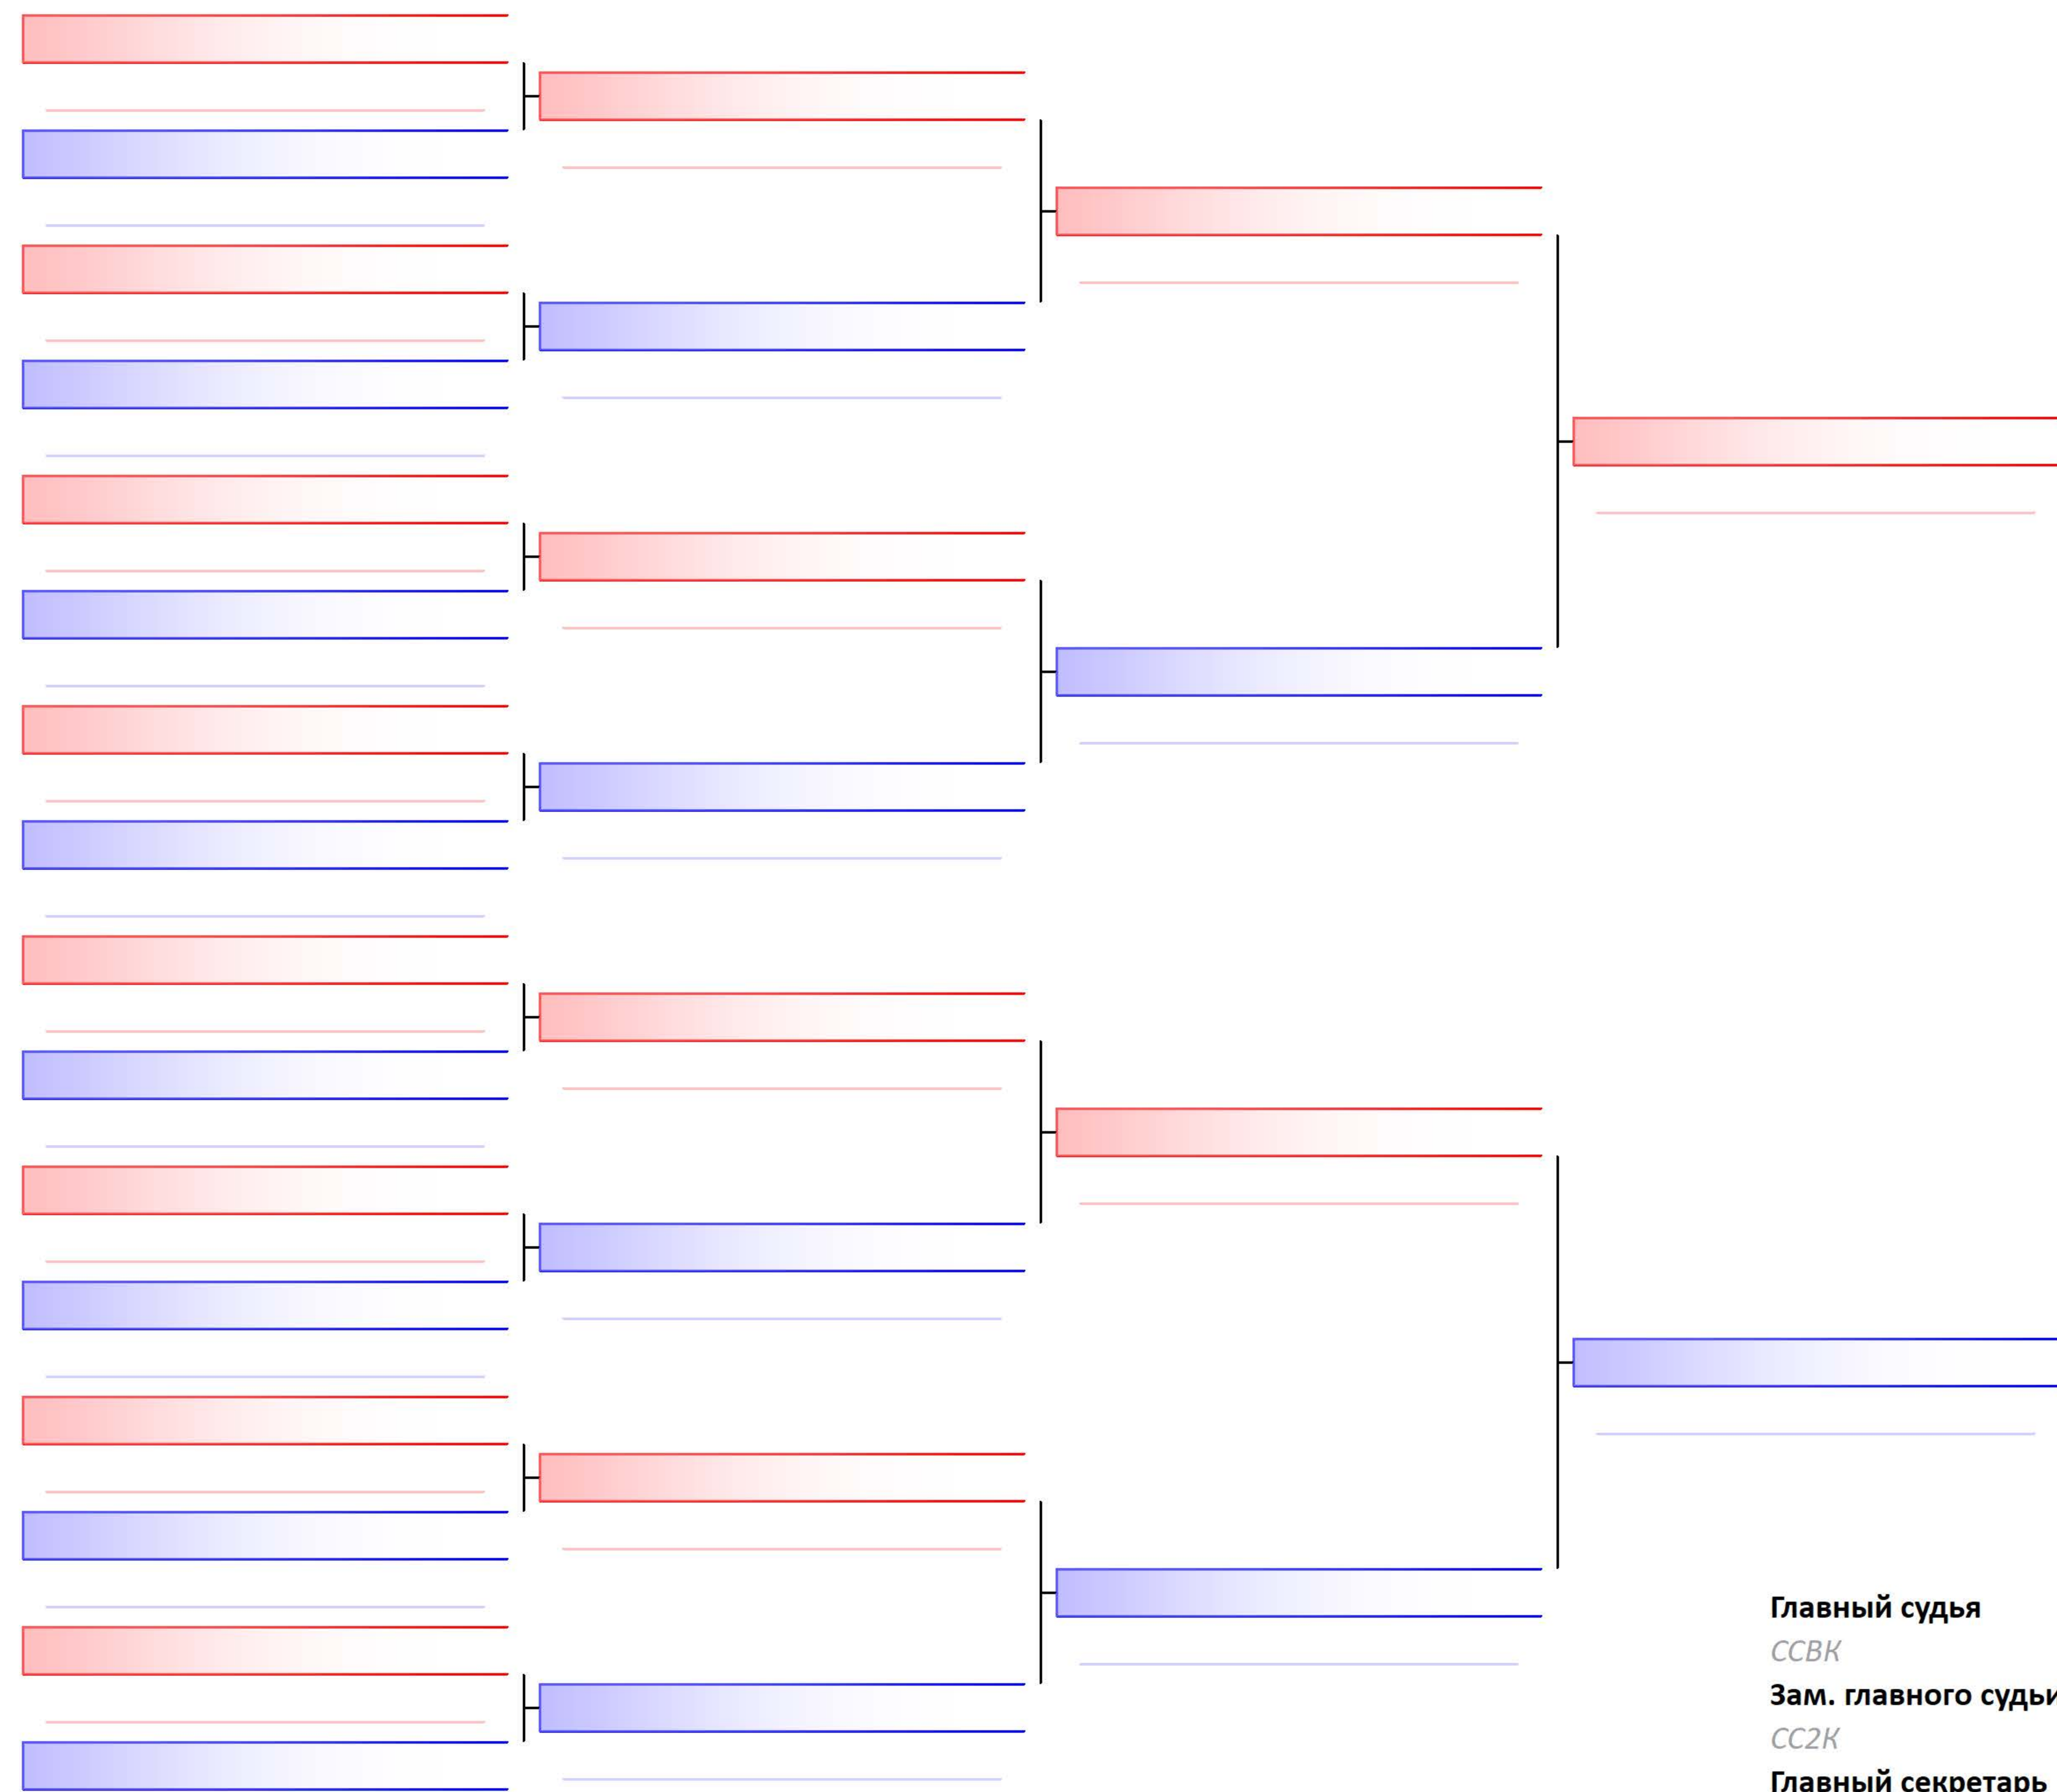 Главный судья
ССВК
Зам. главного судьи
СС2К
Главный секретарь